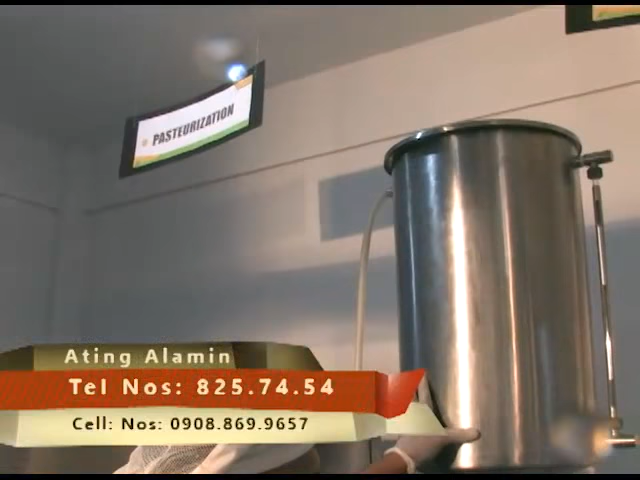 PASTEURIZATION
Ating Alamin
Tel Nos: 825.74.54
Cell: Nos: 0908.869.9657